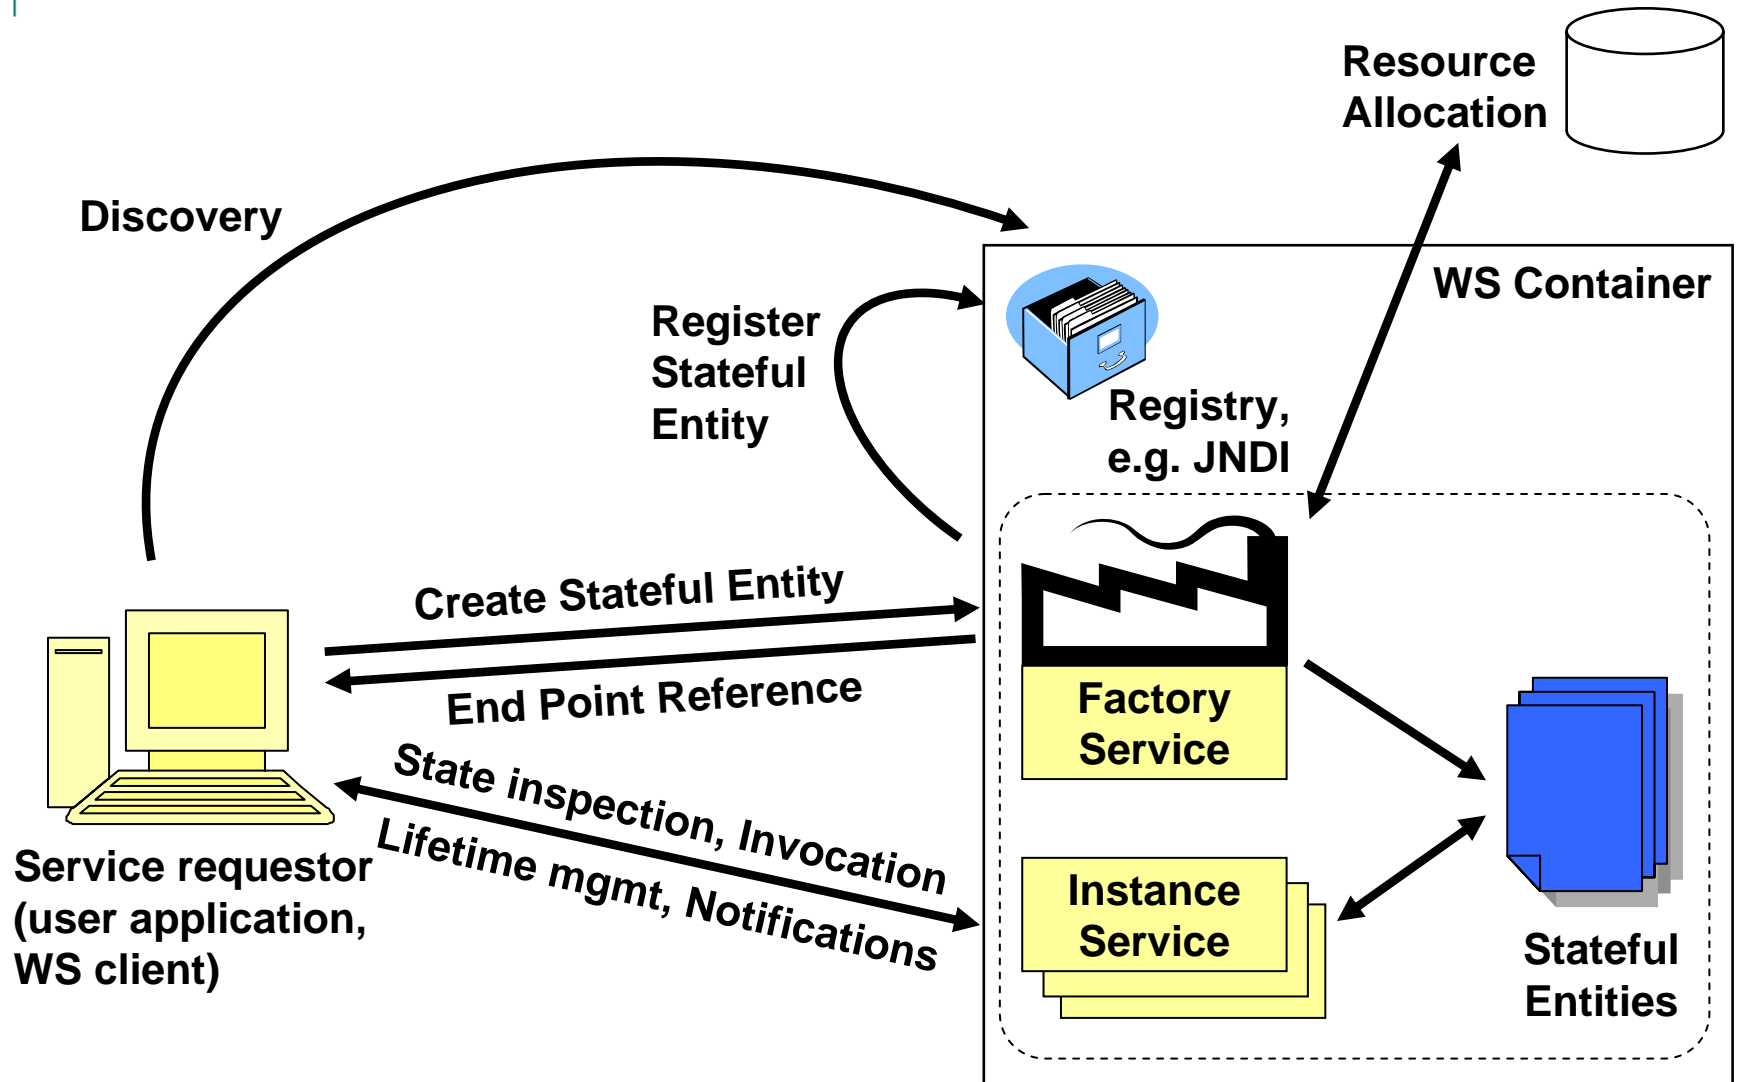 Resource
Allocation
Discovery
WS Container
Register
Stateful
Entity
Registry,
e.g. JNDI
Create Stateful Entity
End Point Reference
Factory
Service
State inspection, Invocation
Lifetime mgmt, Notifications
Service requestor
(user application,
WS client)
Instance
Service
Stateful
Entities